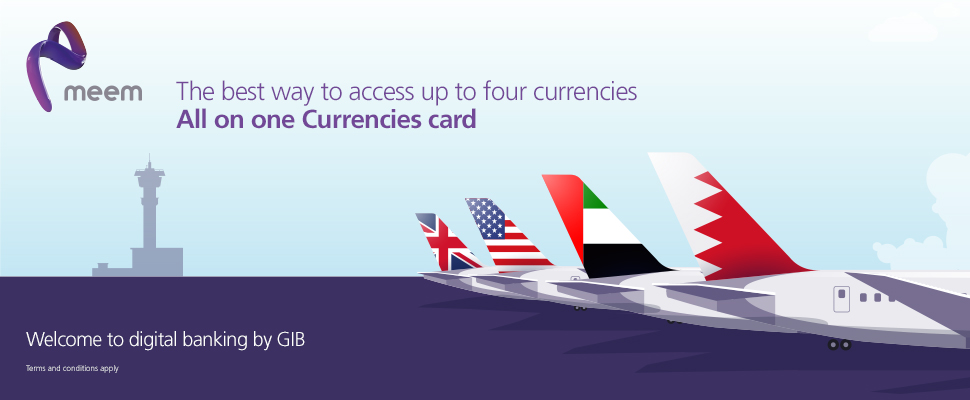 meem
The best way to access up to four currencies
All on one Currencies card
Welcome to digital banking by GIB
Terms and conditions apply